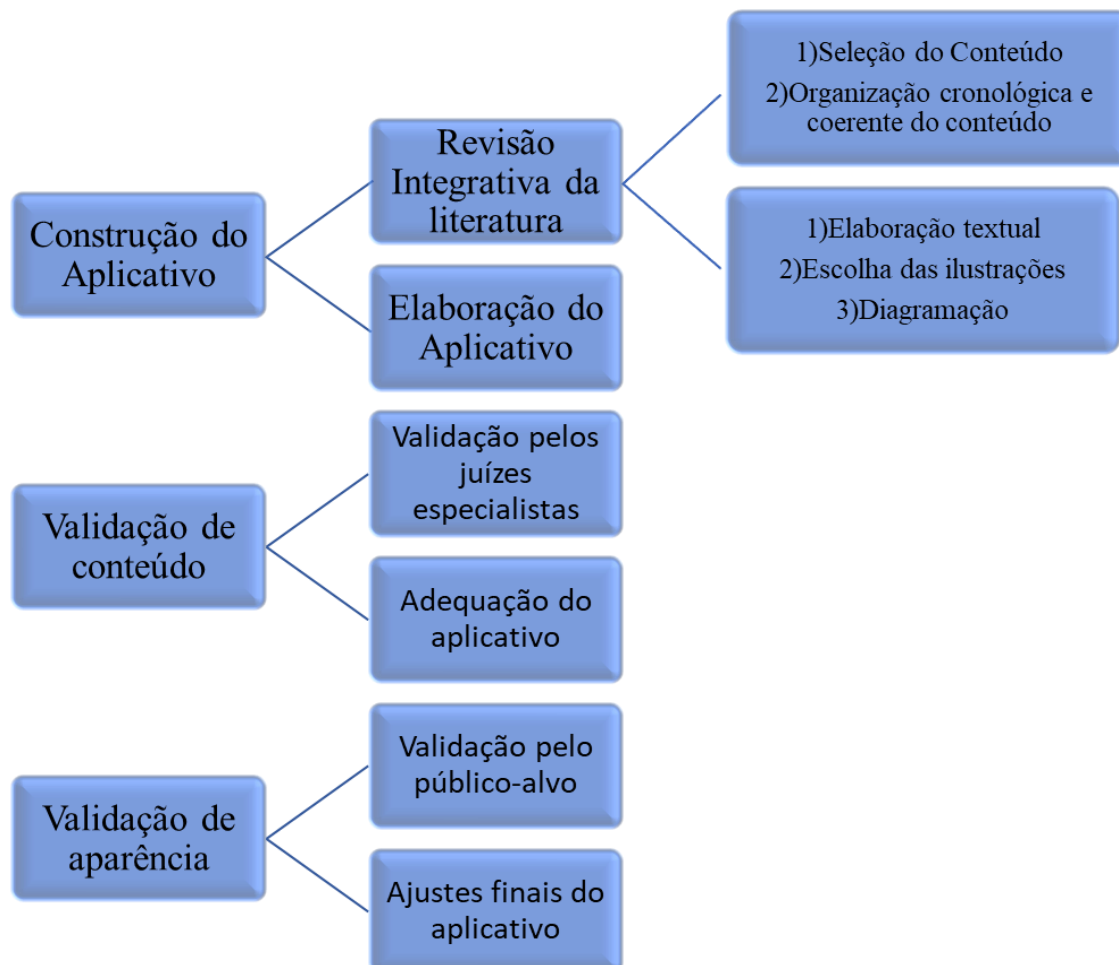 Construção do
Aplicativo
Revisão
Integrativa da
literatura
1)Seleção do Conteúdo
2)Organização cronológica e
coerente do conteúdo
1)Elaboração textual
2)Escolha das ilustrações
3)Diagramação
Elaboração do
Aplicativo
Validação de
conteúdo
Validação pelos
juízes
especialistas
Adequação do
aplicativo
Validação de
aparência
Validação pelo
público-alvo
Ajustes finais do
aplicativo